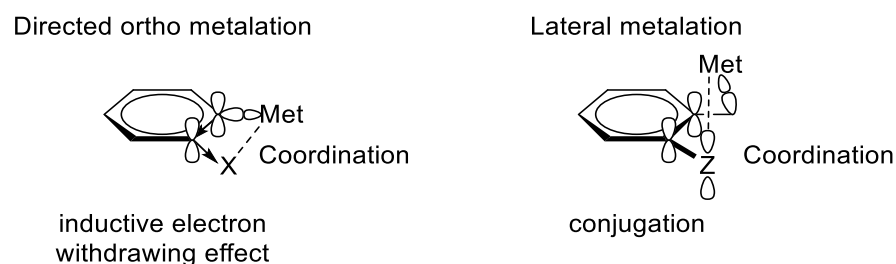 Directed ortho metalation
Met
X
Coordination
inductive electron
withdrawing effect
Lateral metalation
Met
Z
Coordination
conjugation